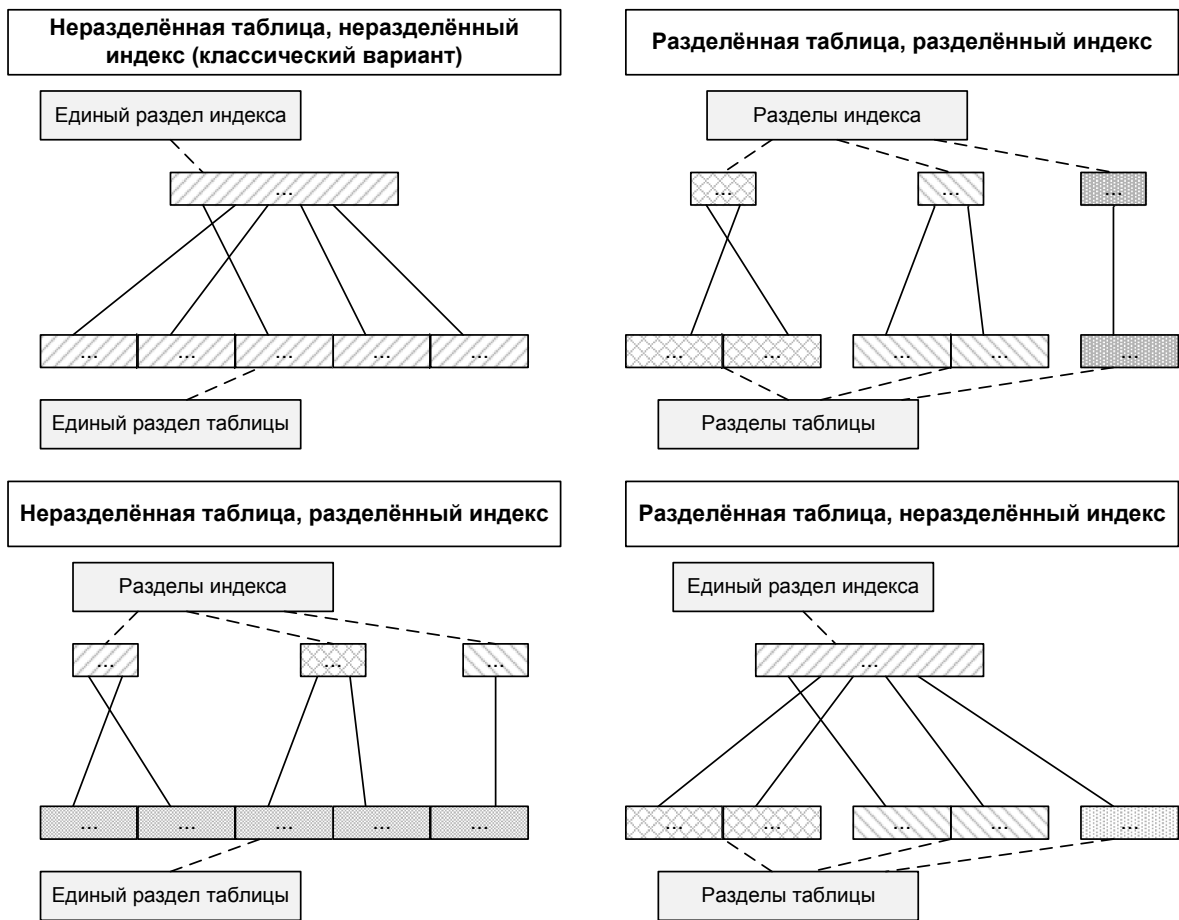 Неразделённая таблица, неразделённый
индекс (классический вариант)
Единый раздел индекса
...
... ... ... ... ...
Единый раздел таблицы
Разделённая таблица, разделённый индекс
Разделы индекса
... ... ...
... ... ... ... ...
Разделы таблицы
Неразделённая таблица, разделённый индекс
Разделы индекса
... ... ...
... ... ... ... ...
Единый раздел таблицы
Разделённая таблица, неразделённый индекс
Единый раздел индекса
...
... ... ... ... ...
Разделы таблицы